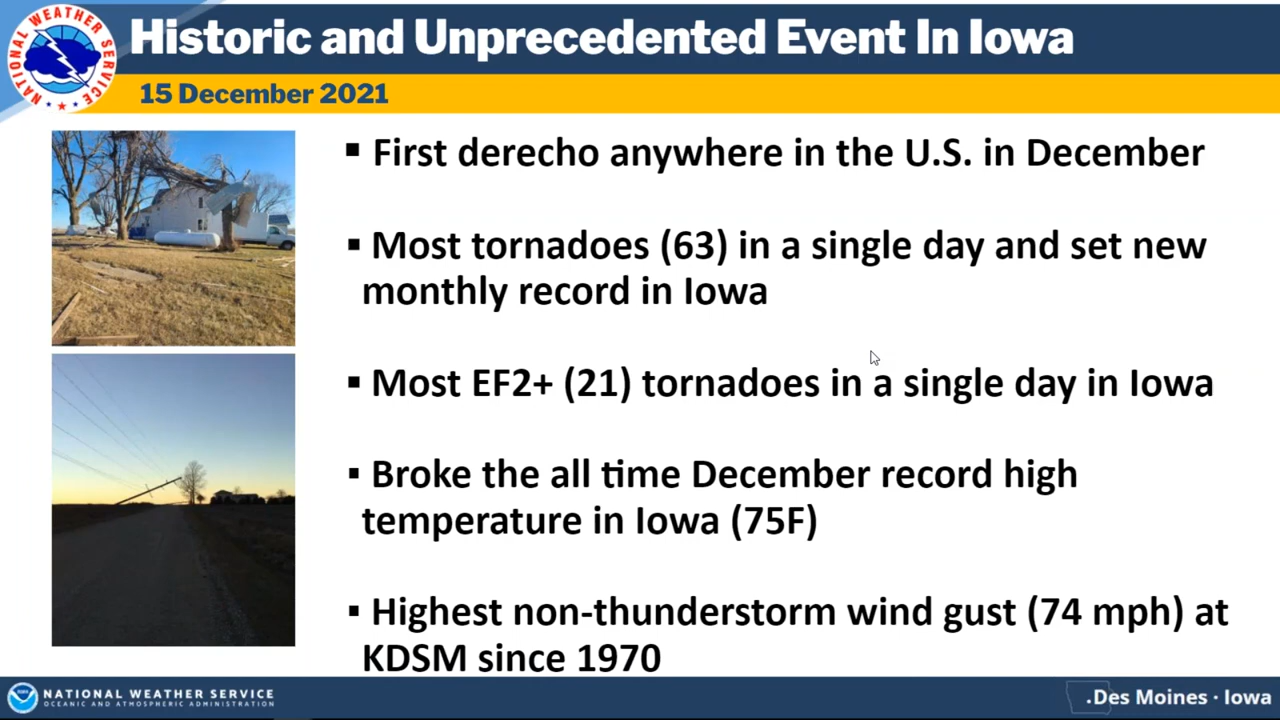 NATIONAL WEATHER SERVICE
Historic and Unprecedented Event In Iowa
15 December 2021
▪ First derecho anywhere in the U.S. in December
▪ Most tornadoes (63) in a single day and set new
monthly record in Iowa
▪ Most EF2+ (21) tornadoes in a single day in Iowa
▪ Broke the all time December record high
temperature in Iowa (75F)
▪ Highest non-thunderstorm wind gust (74 mph) at
KDSM since 1970
NATIONAL WEATHER SERVICE
OCEANIC AND ATMOSPHERIC ADMINISTRATION
Des Moines · Iowa